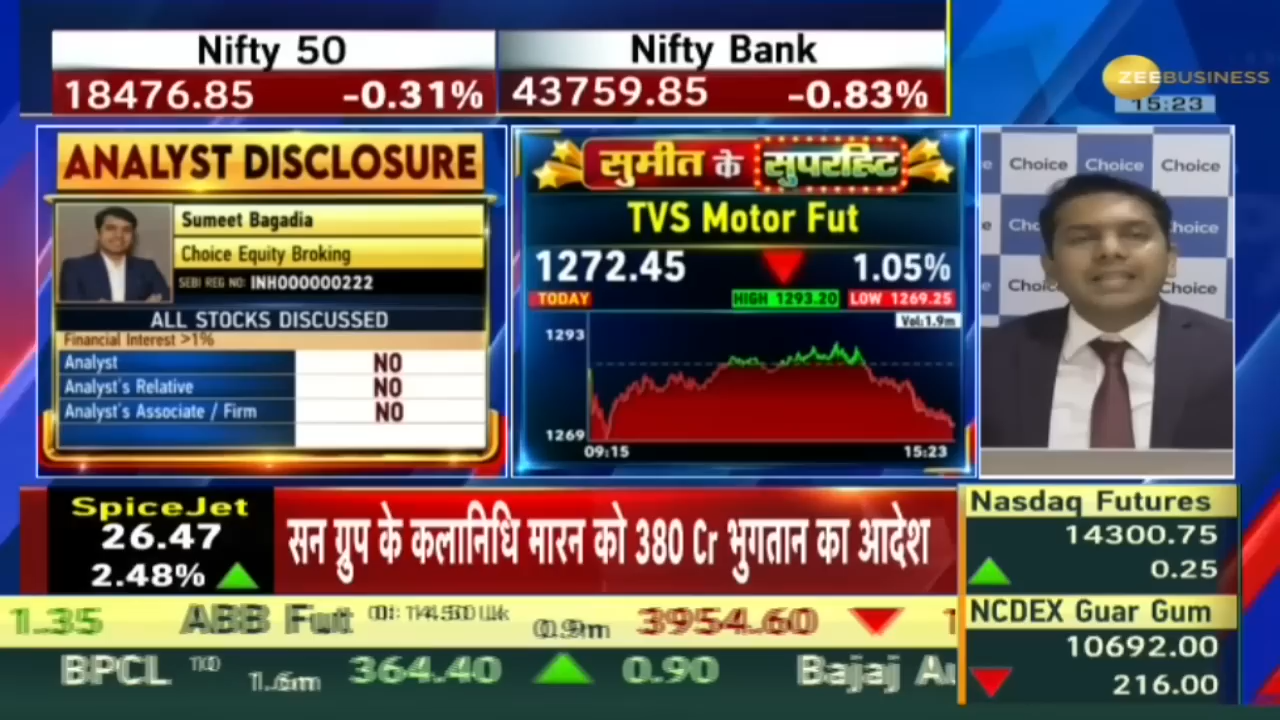 Nifty 50
Nifty Bank
18476.85 -0.31%
43759.85 -0.83%
ZEEBUSINESS
15:23
ANALYST DISCLOSURE
Sumeet Bagadia
Choice Equity Broking
SEBI REG NO: INH000000222
ALL STOCKS DISCUSSED
Financial Interest >1%
Analyst NO
Analyst's Relative NO
Analyst's Associate / Firm NO
सुमीत के सुपरहिट
TVS Motor Fut
1272.45 1.05%
TODAY HIGH 1293.20 LOW 1269.25
Vol:1.9m
1293
1269
09:15 15:23
Choice Choice
Choice
SpiceJet
26.47
2.48%
सन ग्रुप के कलानिधि मारन को 380 Cr भुगतान का आदेश
Nasdaq Futures
14300.75
0.25
NCDEX Guar Gum
10692.00
216.00
1.35 ABB Fut 0.9m 3954.60
BPCL 1.6m 364.40 0.90 Bajaj